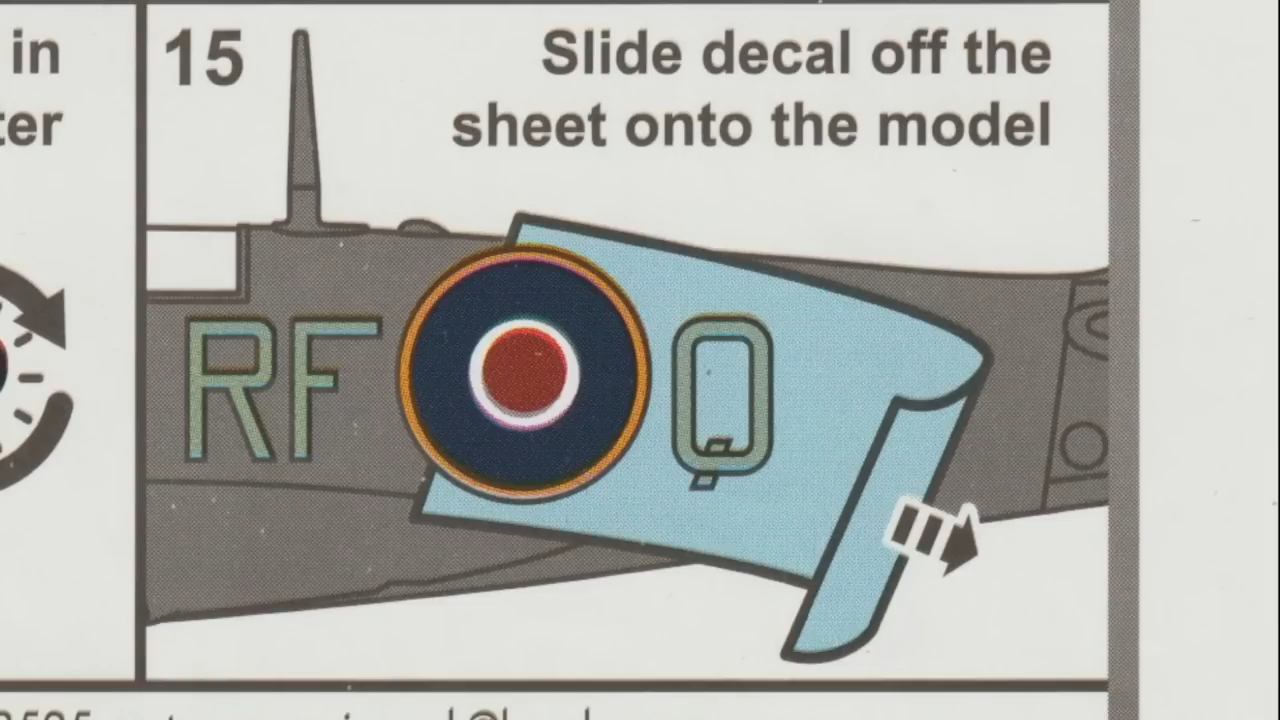 in
15
Slide decal off the
ter
sheet onto the model
RF
Q